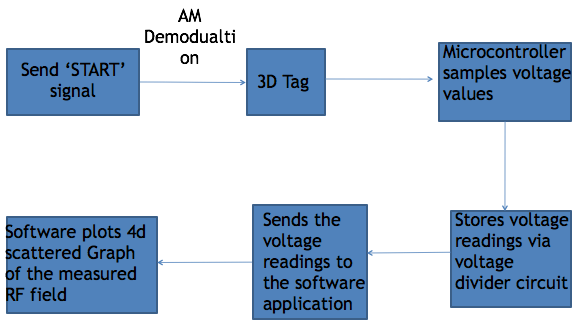 AM
Demodualti
on
Send ‘START’
signal
3D Tag
Microcontroller
samples voltage
values
Stores voltage
readings via
voltage
divider circuit
Sends the
voltage
readings to
the software
application
Software plots 4d
scattered Graph
of the measured
RF field